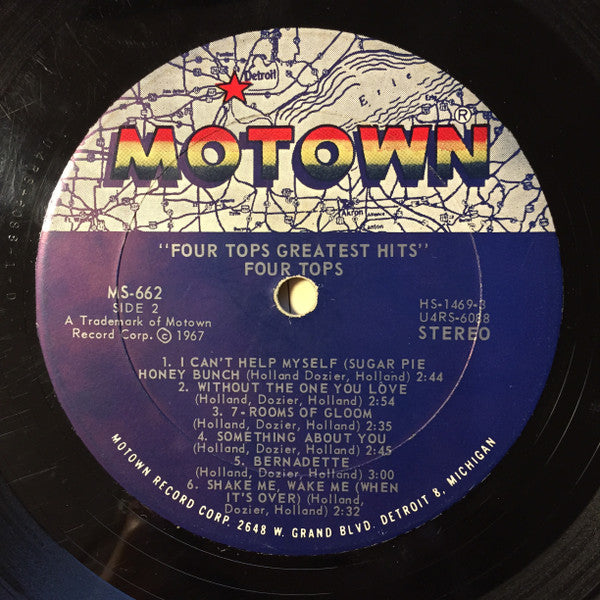 Detroit
Erie
MOTOWN®
Akron
Canton
"FOUR TOPS GREATEST HITS"
FOUR TOPS
MS-662
SIDE 2
A Trademark of Motown
Record Corp. © 1967
HS-1469-3
U4RS-6088
STEREO
1. I CAN'T HELP MYSELF (SUGAR PIE
HONEY BUNCH (Holland Dozier, Holland) 2:44
2. WITHOUT THE ONE YOU LOVE
(Holland, Dozier, Holland) 2:54
3. 7-ROOMS OF GLOOM
(Holland, Dozier, Holland) 2:35
4. SOMETHING ABOUT YOU
(Holland, Dozier, Holland) 2:45
5. BERNADETTE
(Holland, Dozier, Holland) 3:00
6. SHAKE ME, WAKE ME (WHEN
IT'S OVER) (Holland,
Dozier, Holland) 2:32
MOTOWN RECORD CORP. 2648 W. GRAND BLVD. DETROIT 8, MICHIGAN